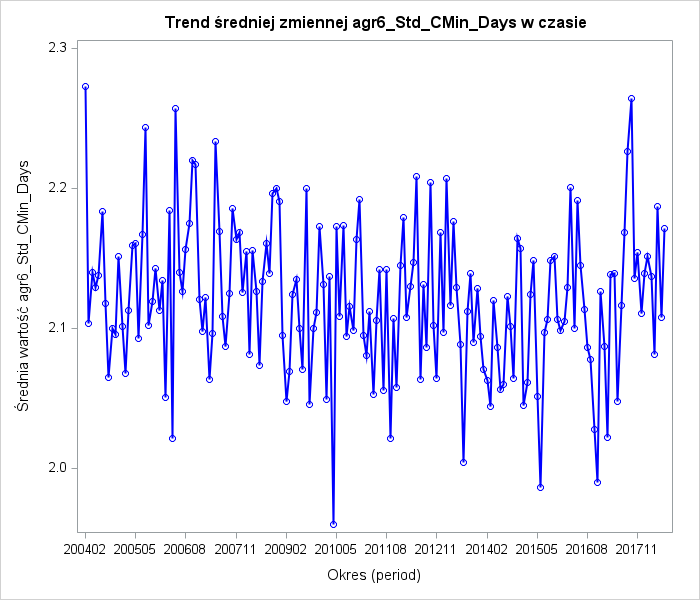 Trend średniej zmiennej agr6_Std_CMin_Days w czasie
Średnia wartość agr6_Std_CMin_Days
2.3
2.2
2.1
2.0
200402 200505 200608 200711 200902 201005 201108 201211 201402 201505 201608 201711
Okres (period)